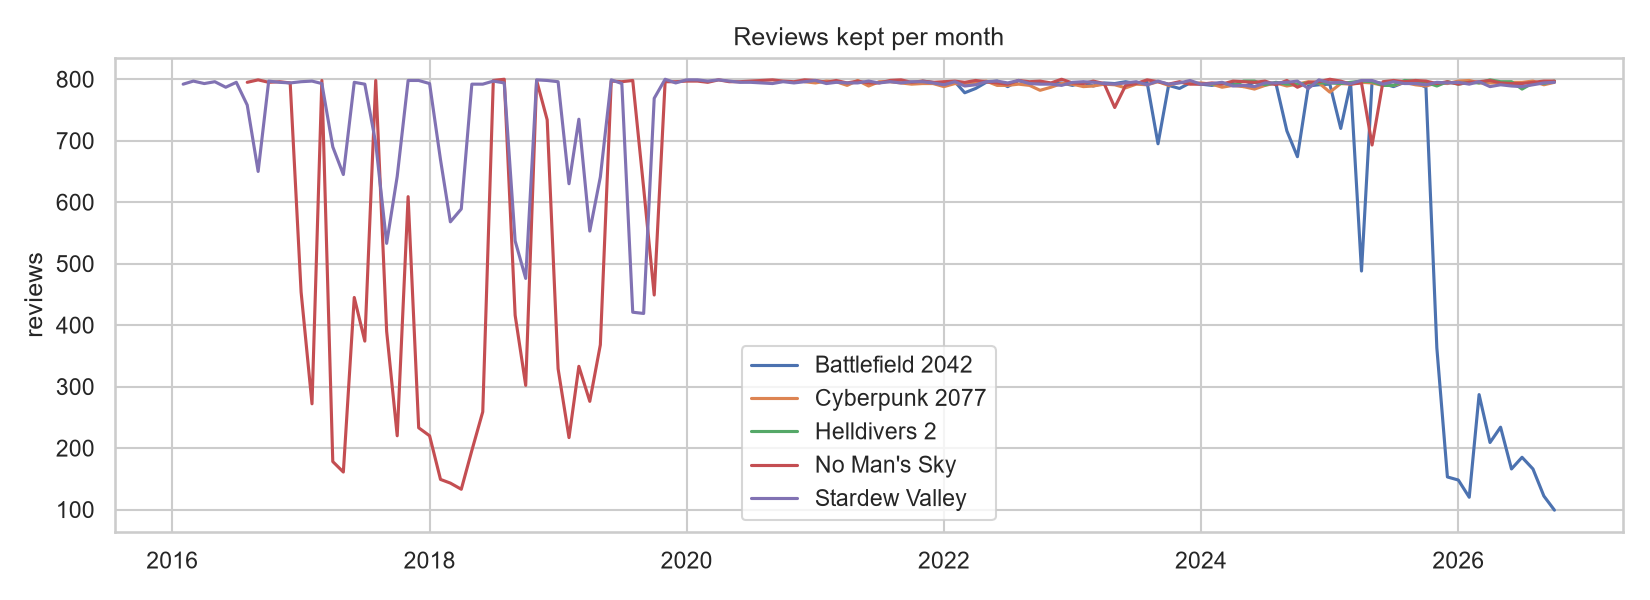 Reviews kept per month
reviews
800
700
600
500
400
300
200
100
Battlefield 2042
Cyberpunk 2077
Helldivers 2
No Man's Sky
Stardew Valley
2016 2018 2020 2022 2024 2026